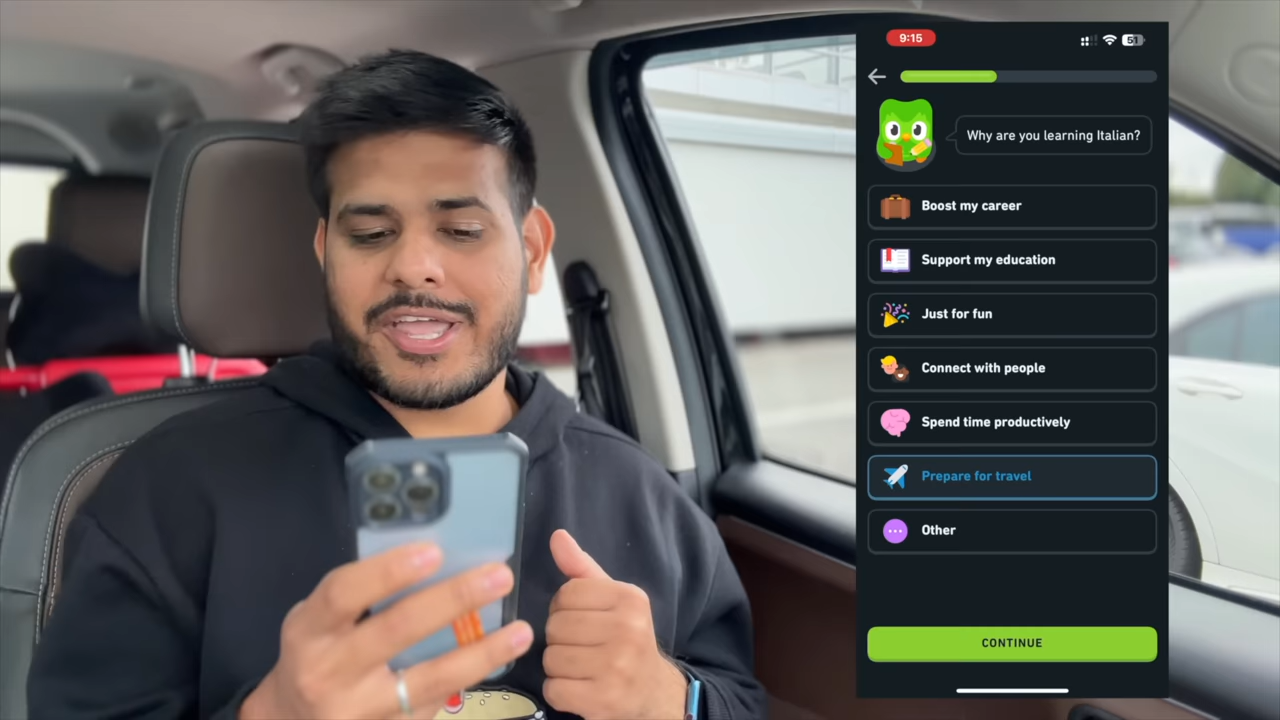 9:15
51
Why are you learning Italian?
Boost my career
Support my education
Just for fun
Connect with people
Spend time productively
Prepare for travel
Other
CONTINUE